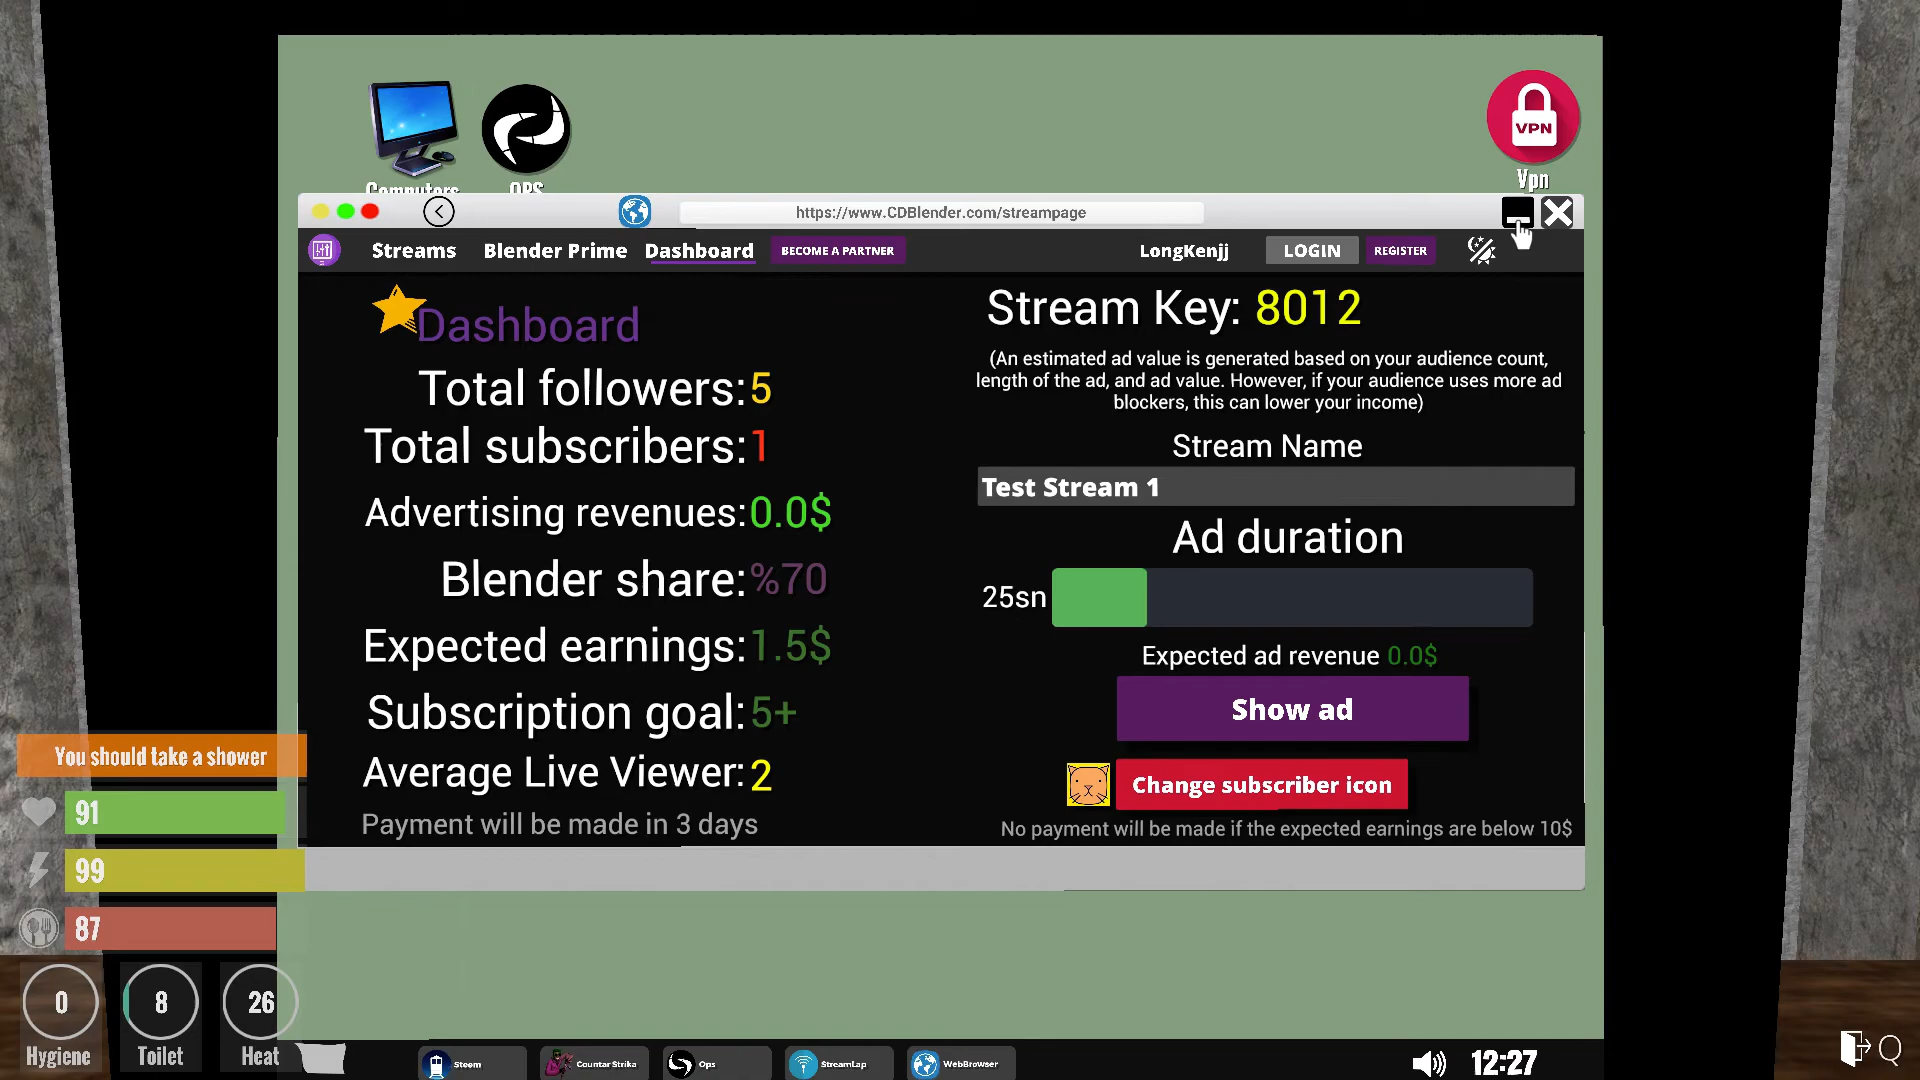 Computers
OPS
VPN
Vpn
https://www.CDBlender.com/streampage
Streams
Blender Prime
Dashboard
BECOME A PARTNER
LongKenjj
LOGIN
REGISTER
Dashboard
Total followers:5
Total subscribers:1
Advertising revenues:0.0$
Blender share:%70
Expected earnings:1.5$
Subscription goal:5+
Average Live Viewer:2
Payment will be made in 3 days
Stream Key: 8012
(An estimated ad value is generated based on your audience count,
length of the ad, and ad value. However, if your audience uses more ad
blockers, this can lower your income)
Stream Name
Test Stream 1
Ad duration
25sn
Expected ad revenue 0.0$
Show ad
Change subscriber icon
No payment will be made if the expected earnings are below 10$
You should take a shower
91
99
87
0
Hygiene
8
Toilet
26
Heat
Steem
Countar Strika
Ops
StreamLap
WebBrowser
12:27
Q